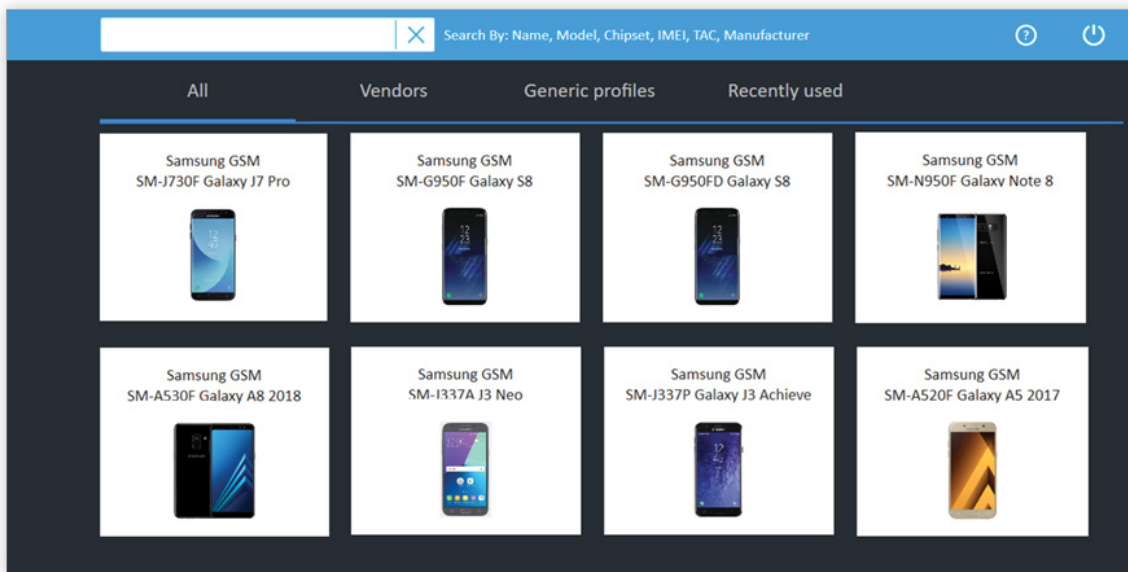 Search By: Name, Model, Chipset, IMEI, TAC, Manufacturer
All
Vendors
Generic profiles
Recently used
Samsung GSM
SM-J730F Galaxy J7 Pro
Samsung GSM
SM-G950F Galaxy S8
Samsung GSM
SM-G950FD Galaxy S8
Samsung GSM
SM-N950F Galaxy Note 8
Samsung GSM
SM-A530F Galaxy A8 2018
Samsung GSM
SM-J337A J3 Neo
Samsung GSM
SM-J337P Galaxy J3 Achieve
Samsung GSM
SM-A520F Galaxy A5 2017